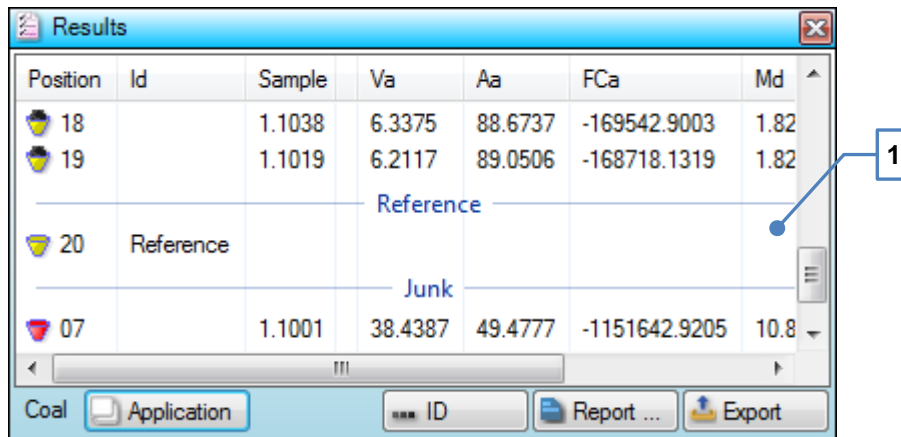 Results
Position Id Sample Va Aa FCa Md
18 1.1038 6.3375 88.6737 -169542.9003 1.82
19 1.1019 6.2117 89.0506 -168718.1319 1.82
1
Reference
20 Reference
Junk
07 1.1001 38.4387 49.4777 -1151642.9205 10.8
Coal Application ID Report ... Export